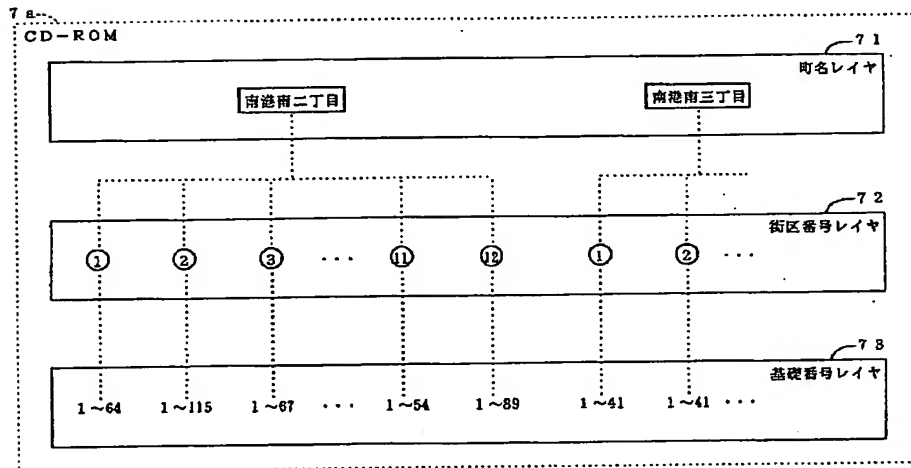 7a
CD-ROM
71
町名レイヤ
南港南二丁目 南港南三丁目
72
街区番号レイヤ
① ② ③ ・・・ ⑪ ⑫ ① ② ・・・
73
基礎番号レイヤ
1〜64 1〜115 1〜67 ・・・ 1〜54 1〜89 1〜41 1〜41 ・・・